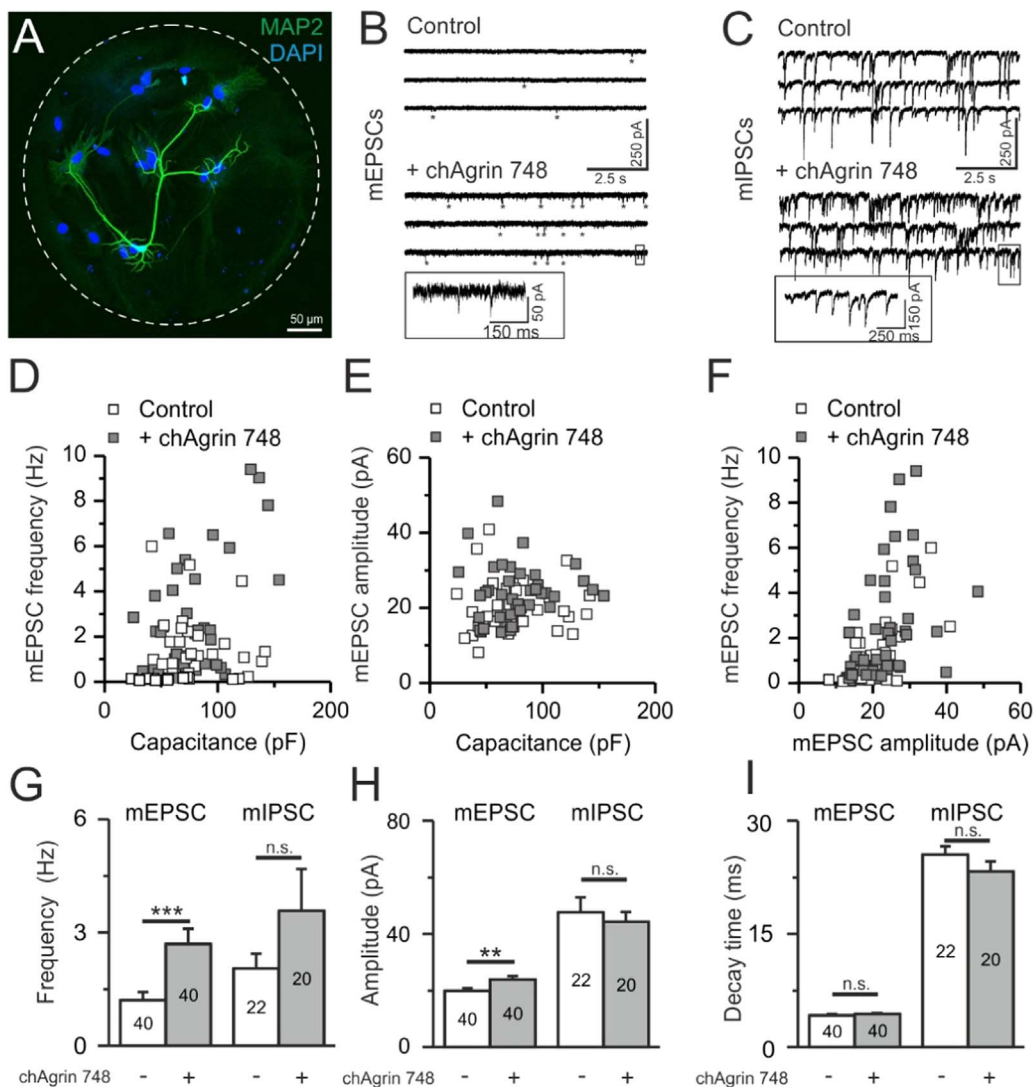 A
MAP2
DAPI
50 µm
B
Control
mEPSCs
*
*
* *
250 pA
2.5 s
+ chAgrin 748
* * * * * * *
* * * * *
* * * *
50 pA
150 ms
C
Control
mIPSCs
250 pA
2.5 s
+ chAgrin 748
150 pA
250 ms
D
Control
+ chAgrin 748
mEPSC frequency (Hz)
10
8
6
4
2
0
0 100 200
Capacitance (pF)
E
Control
+ chAgrin 748
mEPSC amplitude (pA)
60
40
20
0
0 100 200
Capacitance (pF)
F
Control
+ chAgrin 748
mEPSC frequency (Hz)
10
8
6
4
2
0
0 20 40 60
mEPSC amplitude (pA)
G
mEPSC mIPSC
Frequency (Hz)
6
3
0
***
n.s.
40 40 22 20
chAgrin 748 - + - +
H
mEPSC mIPSC
Amplitude (pA)
80
40
0
**
n.s.
40 40 22 20
chAgrin 748 - + - +
I
mEPSC mIPSC
Decay time (ms)
30
15
0
n.s.
n.s.
40 40 22 20
chAgrin 748 - + - +